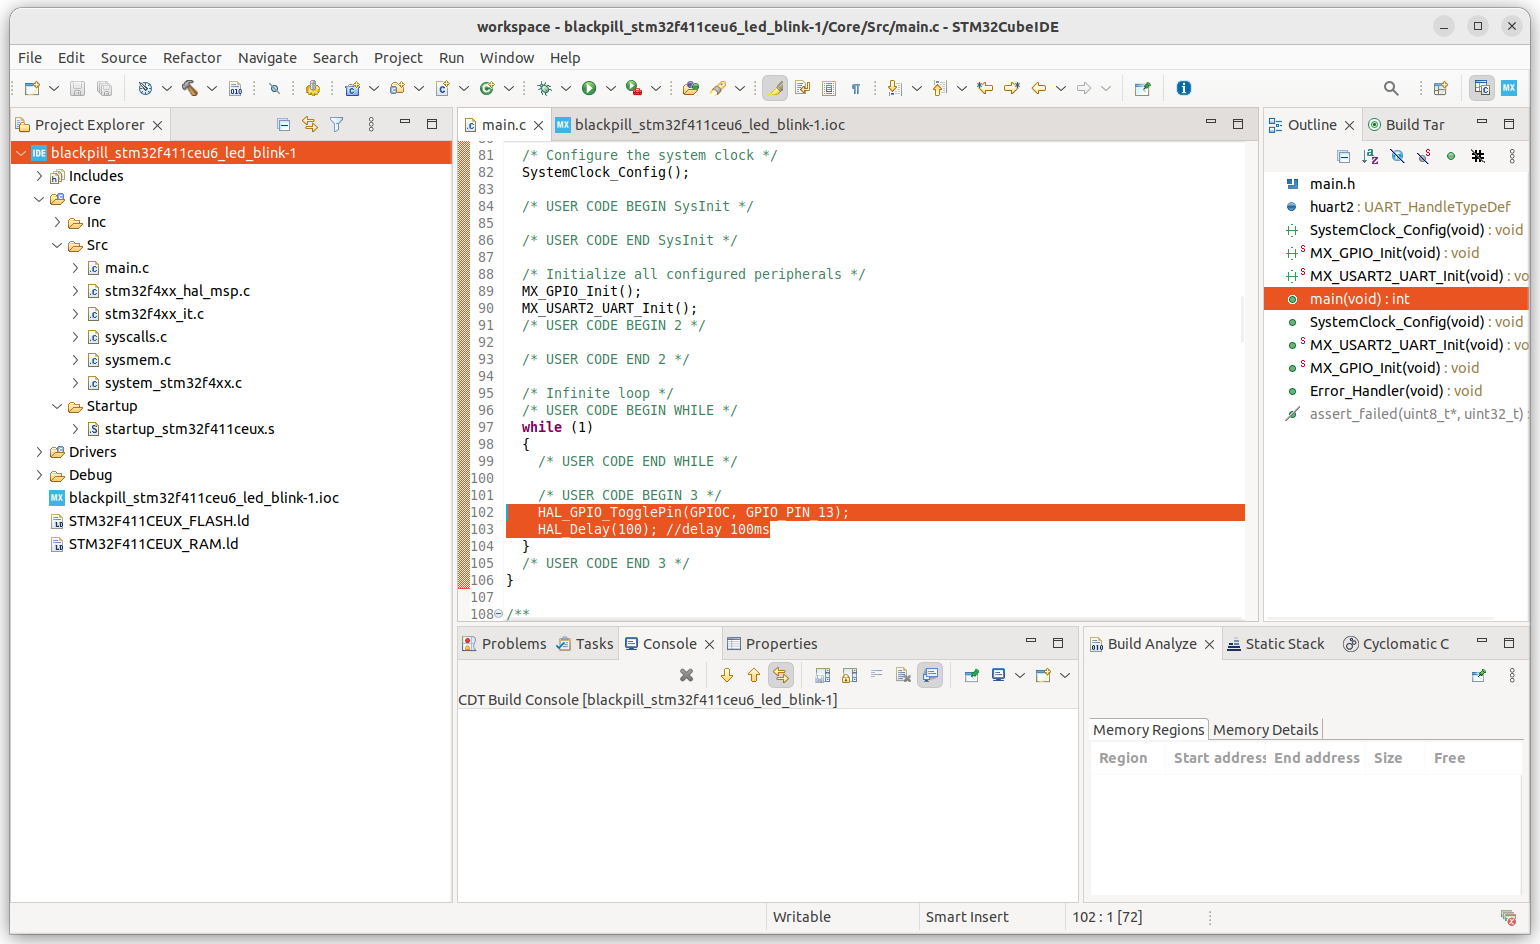 workspace - blackpill_stm32f411ceu6_led_blink-1/Core/Src/main.c - STM32CubeIDE
File Edit Source Refactor Navigate Search Project Run Window Help
Project Explorer
blackpill_stm32f411ceu6_led_blink-1
Includes
Core
Inc
Src
main.c
stm32f4xx_hal_msp.c
stm32f4xx_it.c
syscalls.c
sysmem.c
system_stm32f4xx.c
Startup
startup_stm32f411ceux.s
Drivers
Debug
blackpill_stm32f411ceu6_led_blink-1.ioc
STM32F411CEUX_FLASH.ld
STM32F411CEUX_RAM.ld
main.c blackpill_stm32f411ceu6_led_blink-1.ioc
81 /* Configure the system clock */
82 SystemClock_Config();
83
84 /* USER CODE BEGIN SysInit */
85
86 /* USER CODE END SysInit */
87
88 /* Initialize all configured peripherals */
89 MX_GPIO_Init();
90 MX_USART2_UART_Init();
91 /* USER CODE BEGIN 2 */
92
93 /* USER CODE END 2 */
94
95 /* Infinite loop */
96 /* USER CODE BEGIN WHILE */
97 while (1)
98 {
99 /* USER CODE END WHILE */
100
101 /* USER CODE BEGIN 3 */
102 HAL_GPIO_TogglePin(GPIOC, GPIO_PIN_13);
103 HAL_Delay(100); //delay 100ms
104 }
105 /* USER CODE END 3 */
106 }
107
108 /**
Outline Build Tar
main.h
huart2 : UART_HandleTypeDef
SystemClock_Config(void) : void
MX_GPIO_Init(void) : void
MX_USART2_UART_Init(void) : vo
main(void) : int
SystemClock_Config(void) : void
MX_USART2_UART_Init(void) : vo
MX_GPIO_Init(void) : void
Error_Handler(void) : void
assert_failed(uint8_t*, uint32_t) :
Problems Tasks Console Properties
CDT Build Console [blackpill_stm32f411ceu6_led_blink-1]
Build Analyze Static Stack Cyclomatic C
Memory Regions Memory Details
Region Start address End address Size Free
Writable Smart Insert 102 : 1 [72]